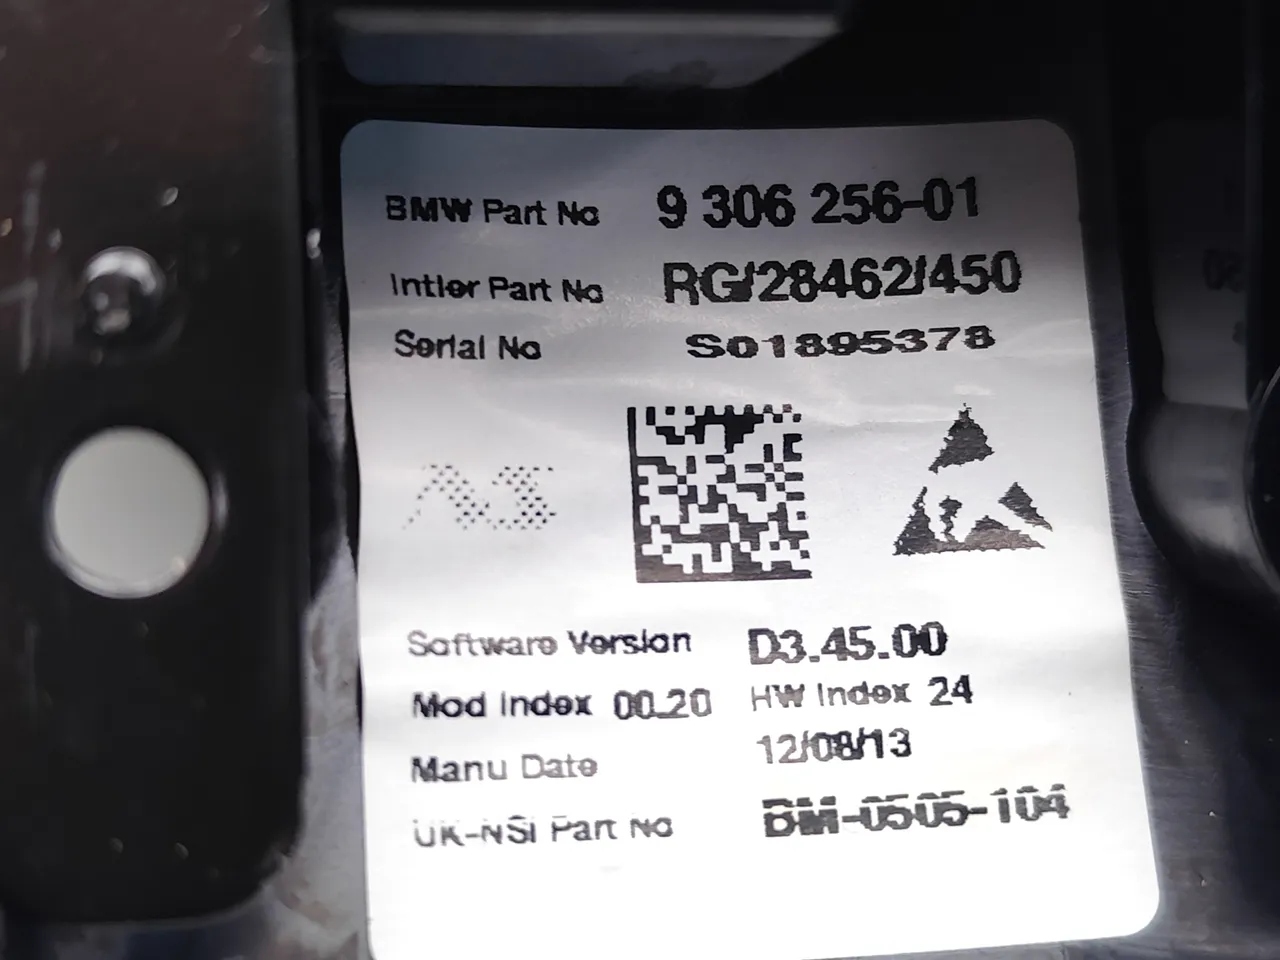 BMW Part No 9 306 256-01
Intier Part No RG/28462/450
Serial No S01895378
NS
Software Version D3.45.00
Mod Index 00.20 HW Index 24
Manu Date 12/08/13
UK-NSI Part No BM-0505-104